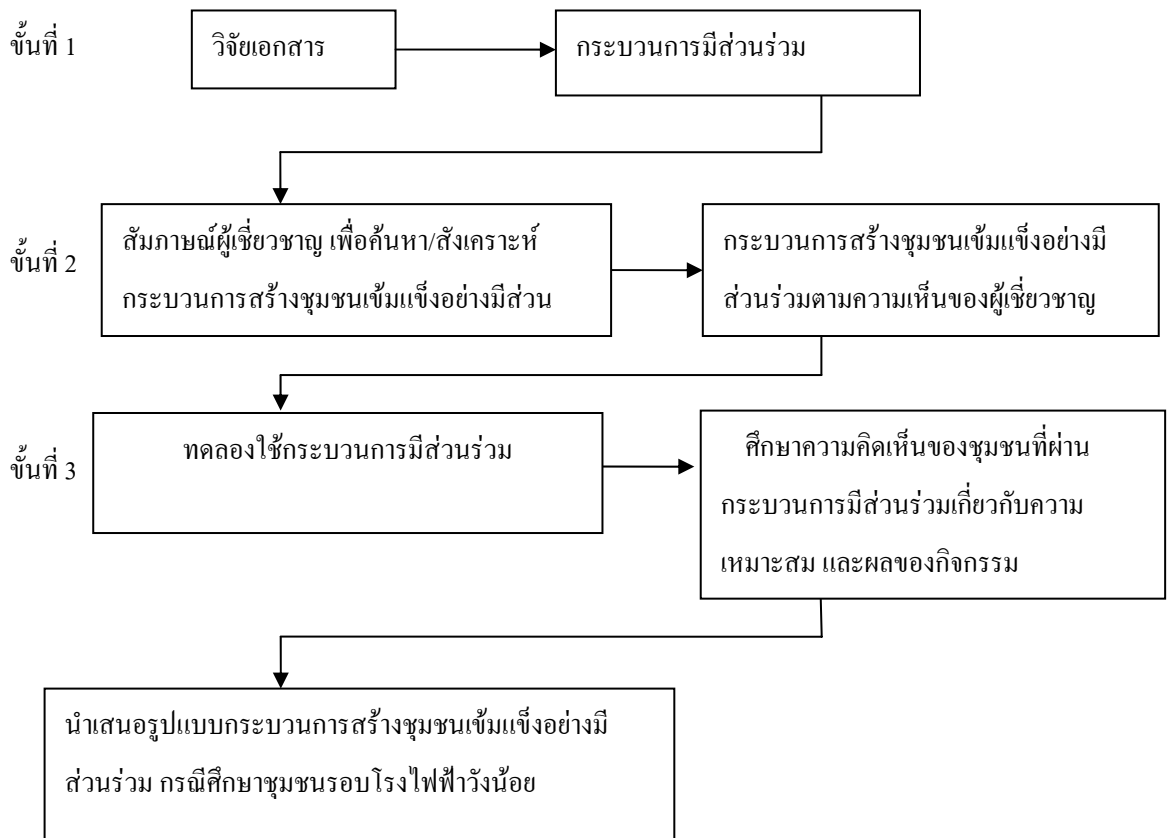 ขั้นที่ 1
วิจัยเอกสาร
กระบวนการมีส่วนร่วม
ขั้นที่ 2
สัมภาษณ์ผู้เชี่ยวชาญ เพื่อค้นหา/สังเคราะห์
กระบวนการสร้างชุมชนเข้มแข็งอย่างมีส่วน
กระบวนการสร้างชุมชนเข้มแข็งอย่างมี
ส่วนร่วมตามความเห็นของผู้เชี่ยวชาญ
ขั้นที่ 3
ทดลองใช้กระบวนการมีส่วนร่วม
ศึกษาความคิดเห็นของชุมชนที่ผ่าน
กระบวนการมีส่วนร่วมเกี่ยวกับความ
เหมาะสม และผลของกิจกรรม
นำเสนอรูปแบบกระบวนการสร้างชุมชนเข้มแข็งอย่างมี
ส่วนร่วม กรณีศึกษาชุมชนรอบโรงไฟฟ้าวังน้อย